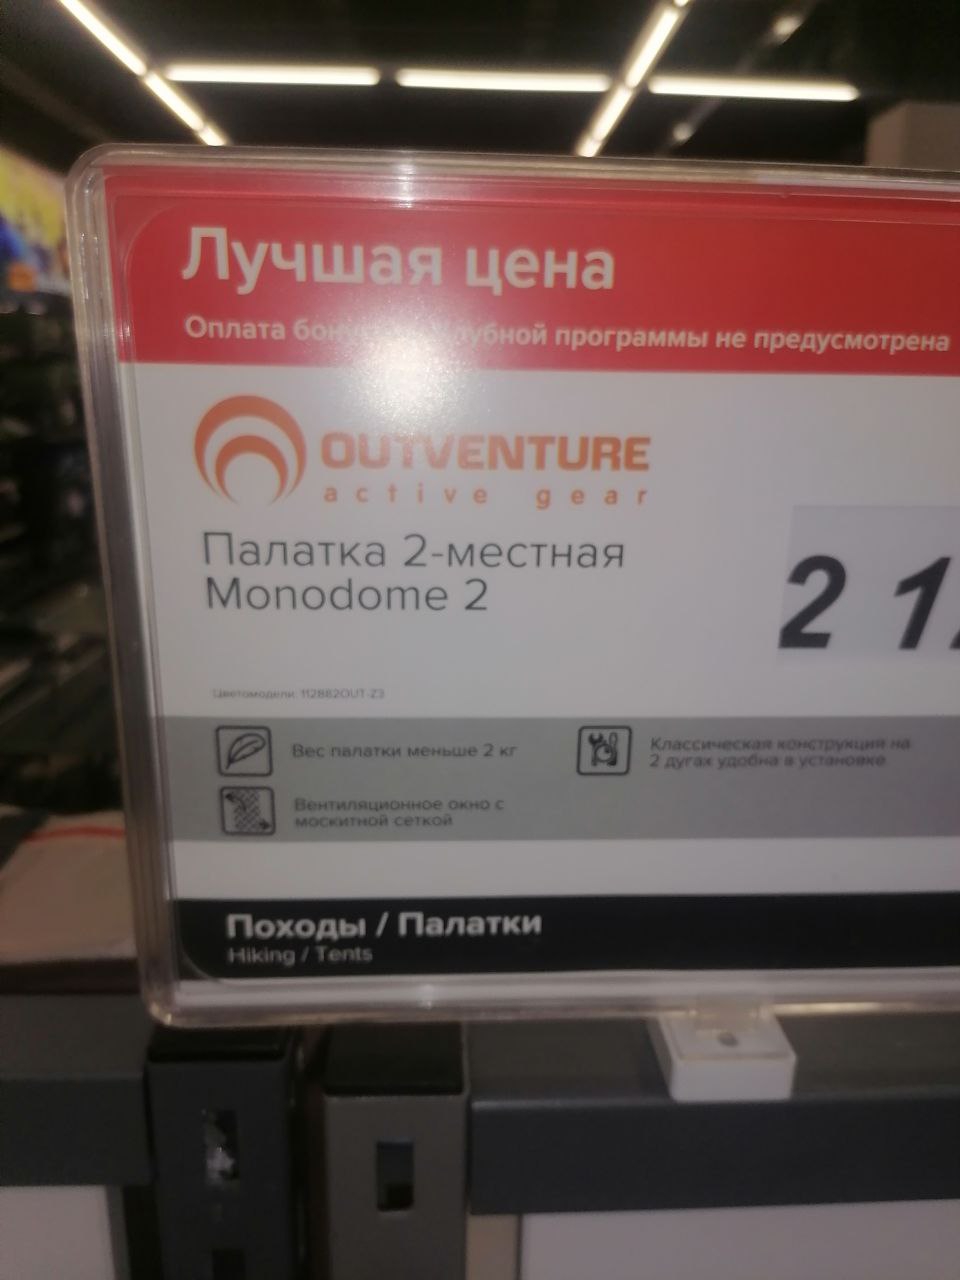 Лучшая цена
Оплата клубной программы не предусмотрена
OUTVENTURE
active gear
Палатка 2-местная
Monodome 2
2 1
Цветомодели: 112882OUT-Z3
Вес палатки меньше 2 кг
Классическая конструкция на
2 дугах удобна в установке
Вентиляционное окно с
москитной сеткой
Походы / Палатки
Hiking / Tents